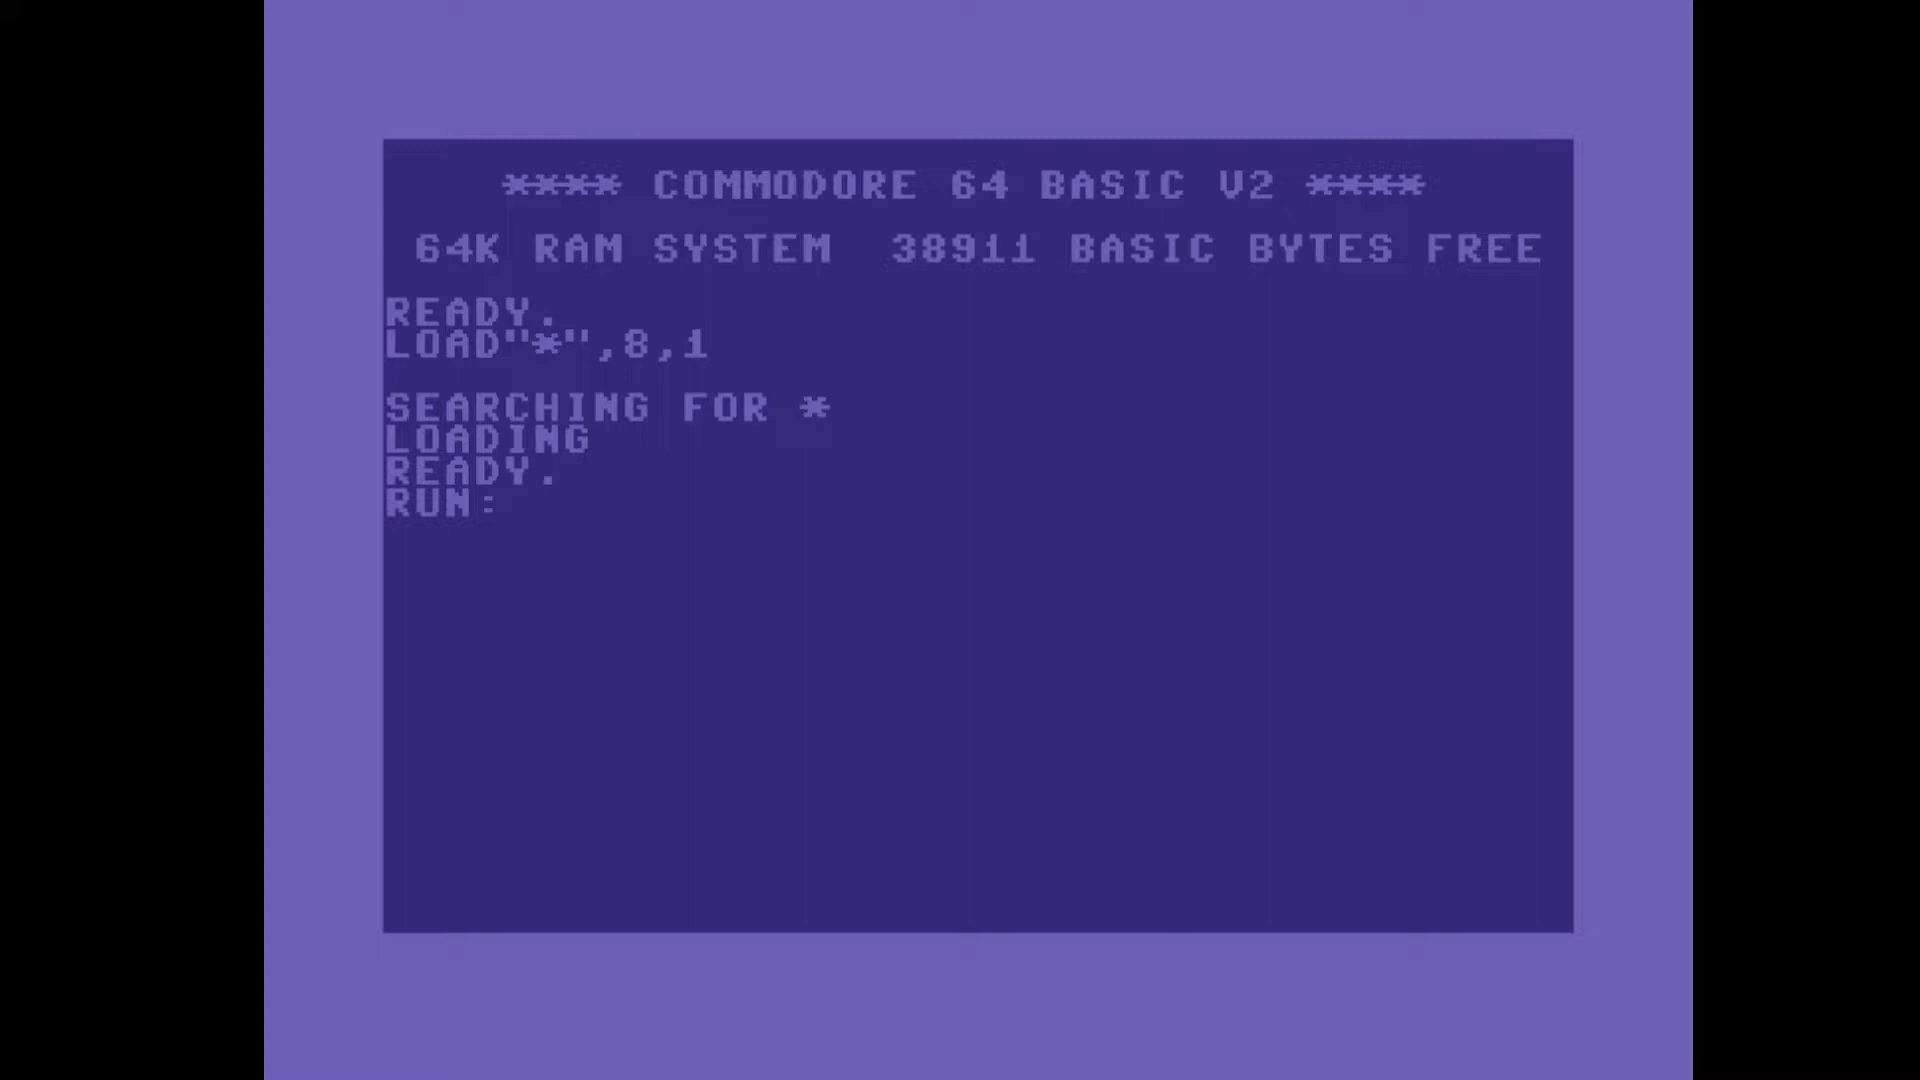 **** COMMODORE 64 BASIC V2 ****
64K RAM SYSTEM  38911 BASIC BYTES FREE
READY.
LOAD"*",8,1
SEARCHING FOR *
LOADING
READY.
RUN: